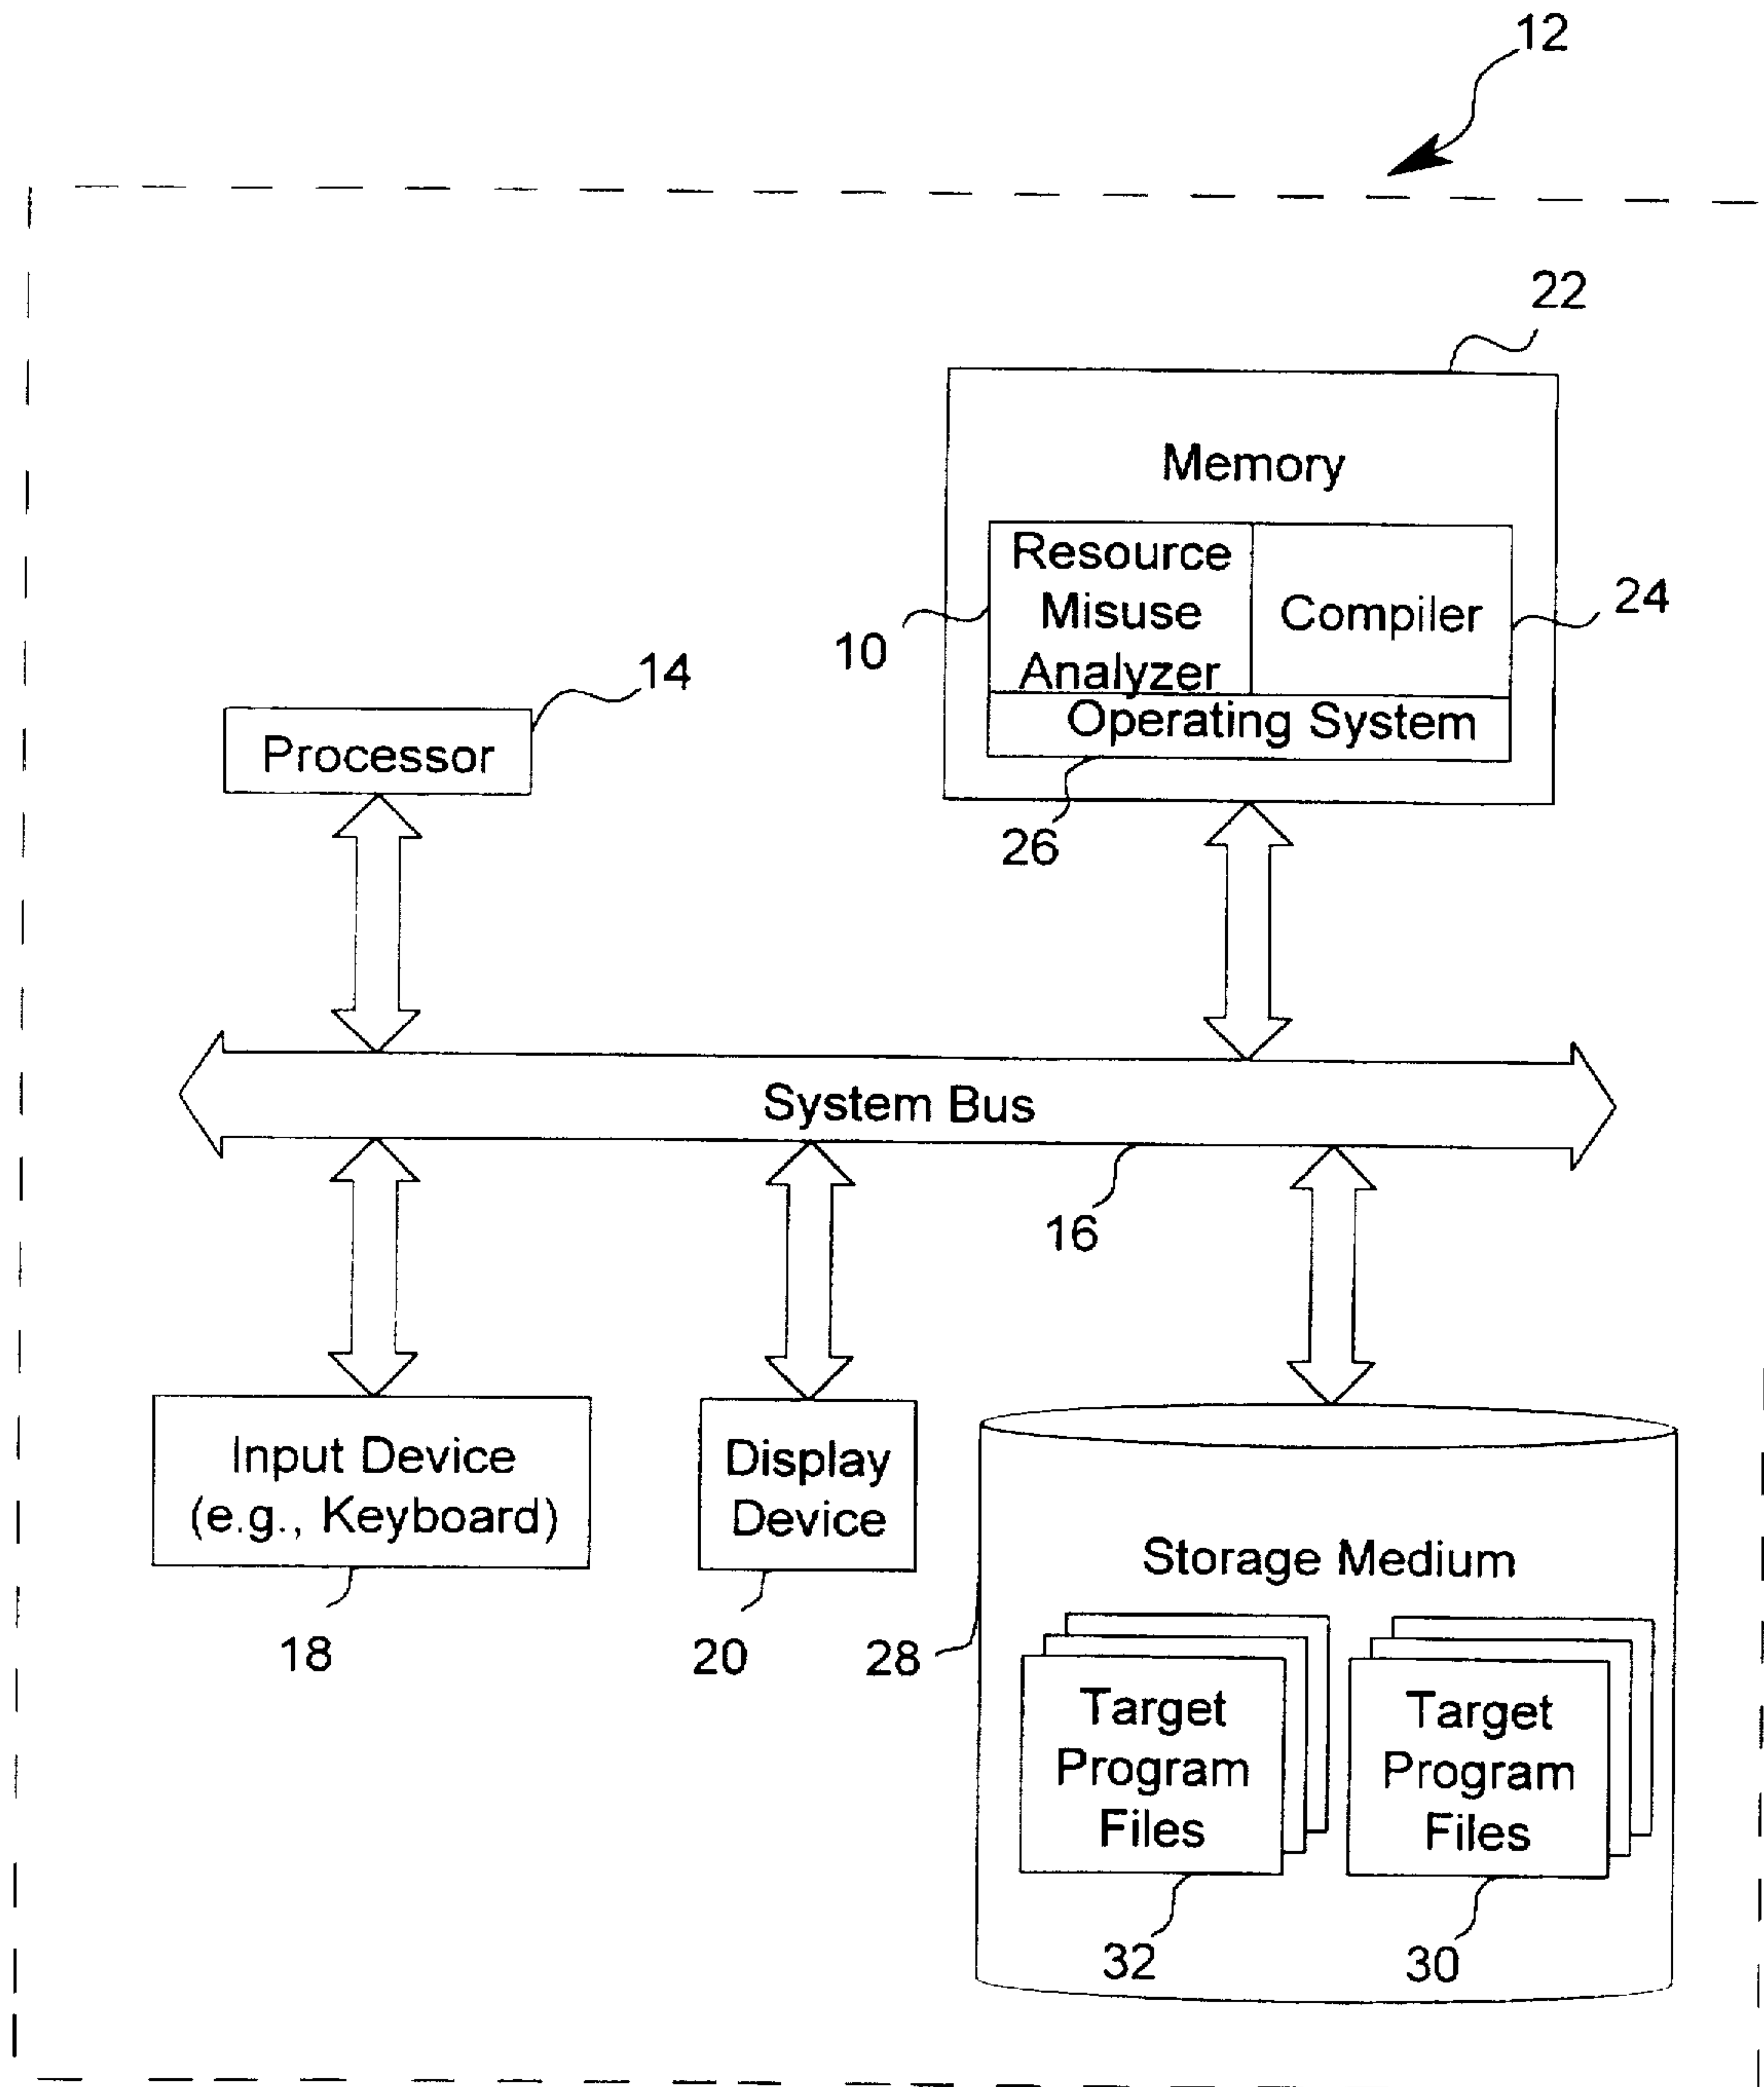 12
22
Memory
Resource
Misuse
Analyzer
Compiler
10
24
Operating System
26
14
Processor
System Bus
16
Input Device
(e.g., Keyboard)
18
Display
Device
20
28
Storage Medium
Target
Program
Files
32
Target
Program
Files
30